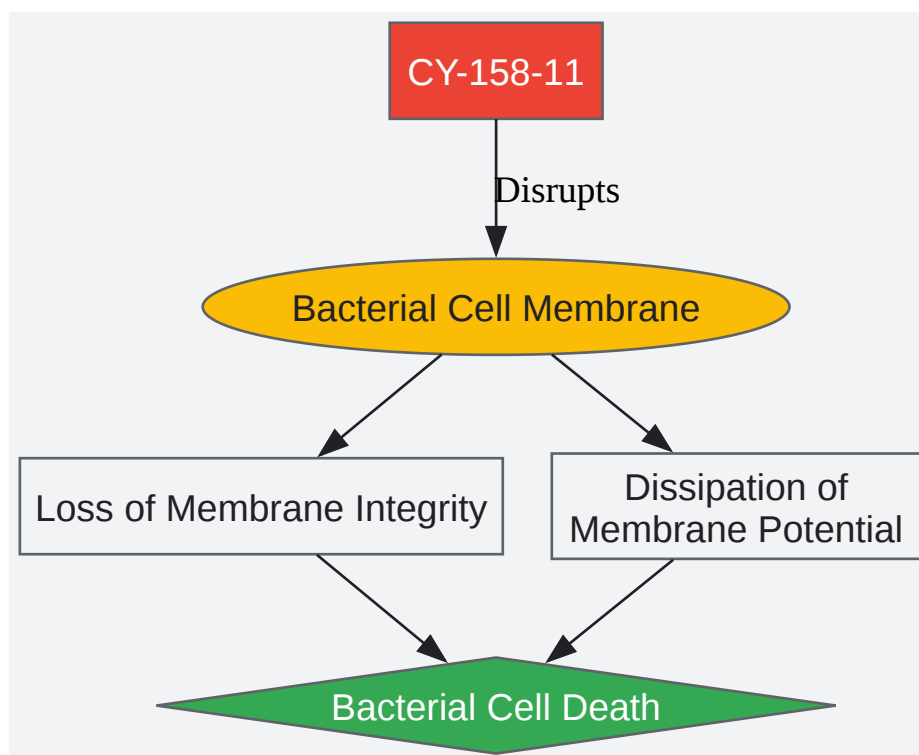 CY-158-11
Disrupts
Bacterial Cell Membrane
Loss of Membrane Integrity
Dissipation of
Membrane Potential
Bacterial Cell Death